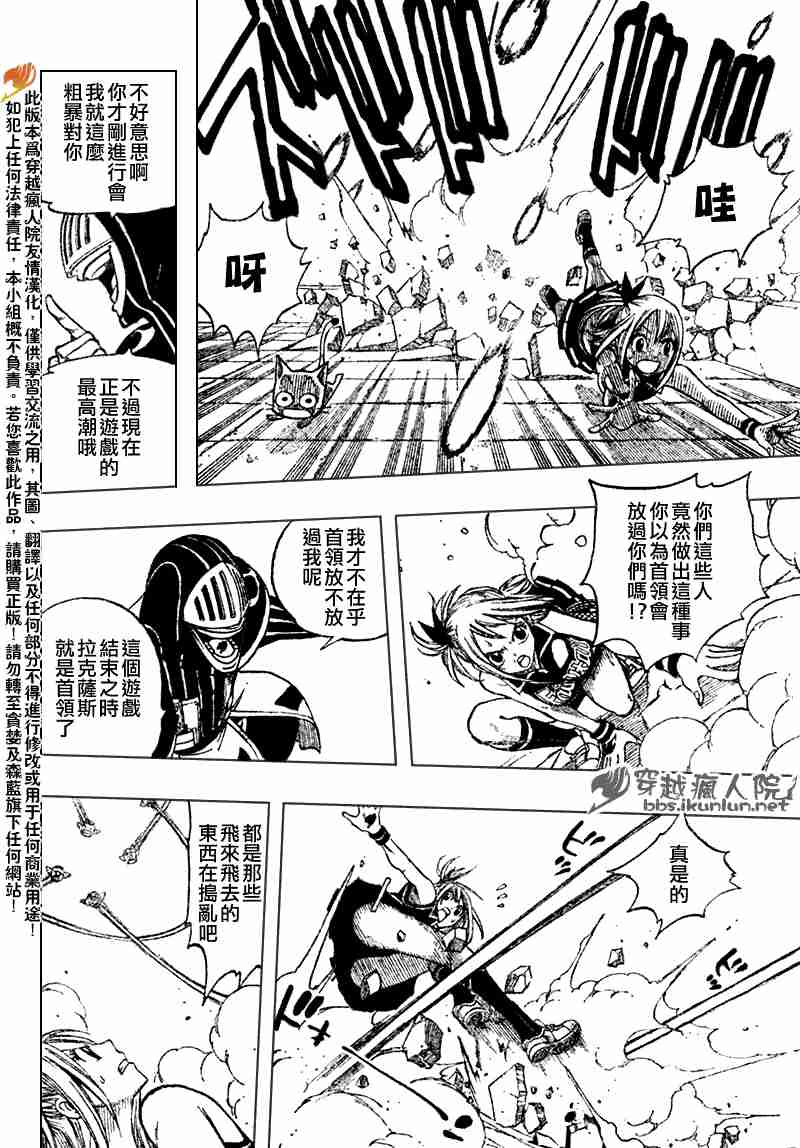 哇
呀
不好意思啊
你才剛進行會
我就這麼
粗暴對你
不過現在
正是遊戲的
最高潮哦
你們這些人
竟然做出這種事
你以為首領會
放過你們嗎!?
我才不在乎
首領放不放
過我呢
這個遊戲
結束之時
拉克薩斯
就是首領了
真是的
都是那些
飛來飛去的
東西在搗亂吧
穿越瘋人院
bbs.ikunlun.net
此版本爲穿越瘋人院友情漢化，僅供學習交流之用，其圖、翻譯以及任何部分不得進行修改或用于任何商業用途！
如犯上任何法律責任，本小組概不負責。若您喜歡此作品，請購買正版！請勿轉至貪婪及森藍旗下任何網站！